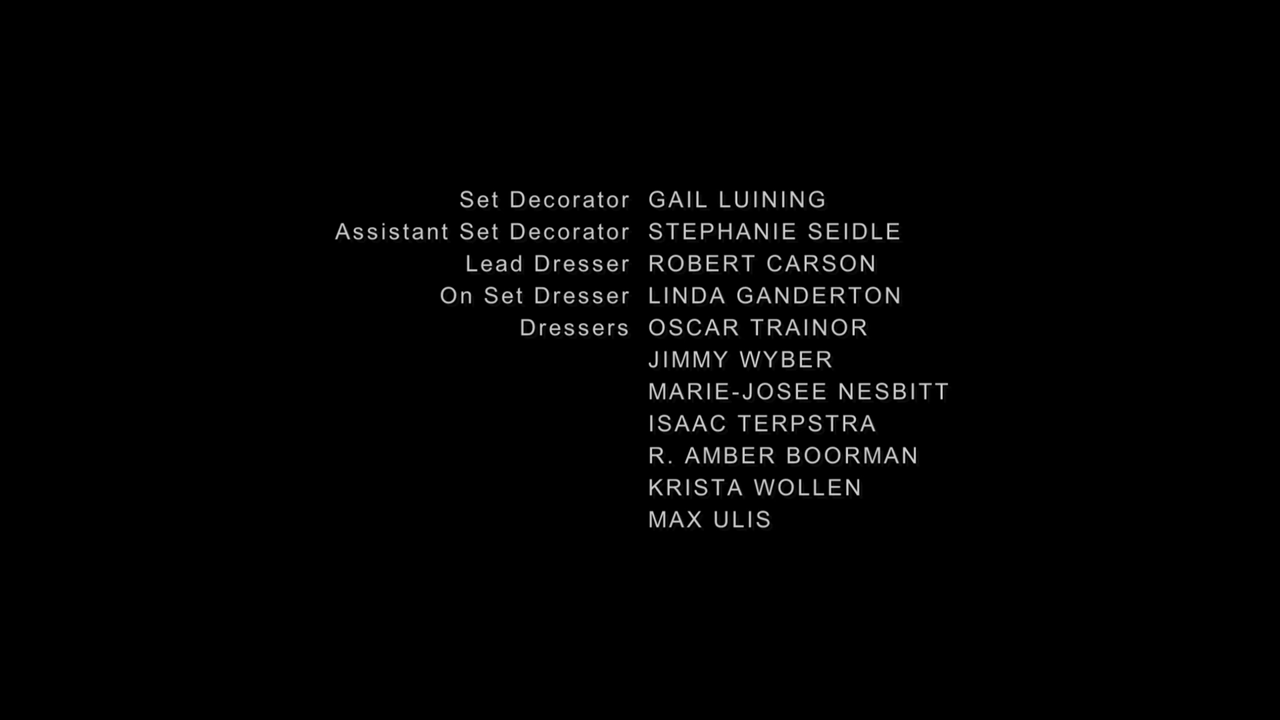 Set Decorator GAIL LUINING
Assistant Set Decorator STEPHANIE SEIDLE
Lead Dresser ROBERT CARSON
On Set Dresser LINDA GANDERTON
Dressers OSCAR TRAINOR
JIMMY WYBER
MARIE-JOSEE NESBITT
ISAAC TERPSTRA
R. AMBER BOORMAN
KRISTA WOLLEN
MAX ULIS